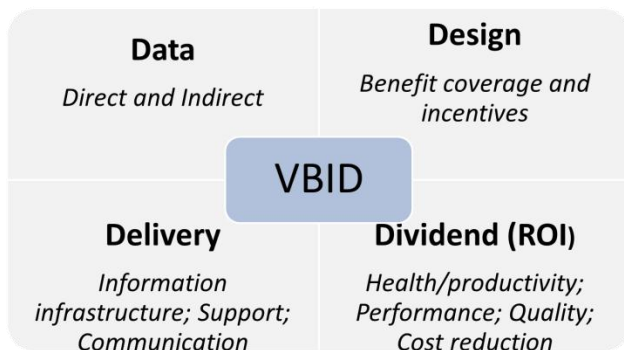 Data
Direct and Indirect
Design
Benefit coverage and
incentives
VBID
Delivery
Information
infrastructure; Support;
Communication
Dividend (ROI)
Health/productivity;
Performance; Quality;
Cost reduction